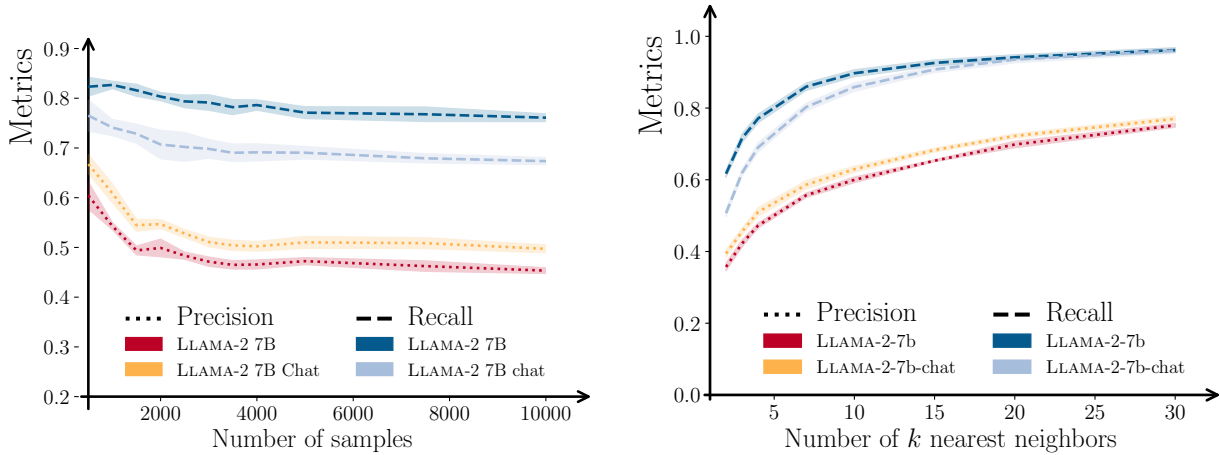 Metrics
0.9
0.8
0.7
0.6
0.5
0.4
0.3
0.2
Precision
Recall
LLAMA-2 7B
LLAMA-2 7B
LLAMA-2 7B Chat
LLAMA-2 7B chat
2000 4000 6000 8000 10000
Number of samples
Metrics
1.0
0.8
0.6
0.4
0.2
0.0
Precision
Recall
LLAMA-2-7b
LLAMA-2-7b
LLAMA-2-7b-chat
LLAMA-2-7b-chat
5 10 15 20 25 30
Number of k nearest neighbors